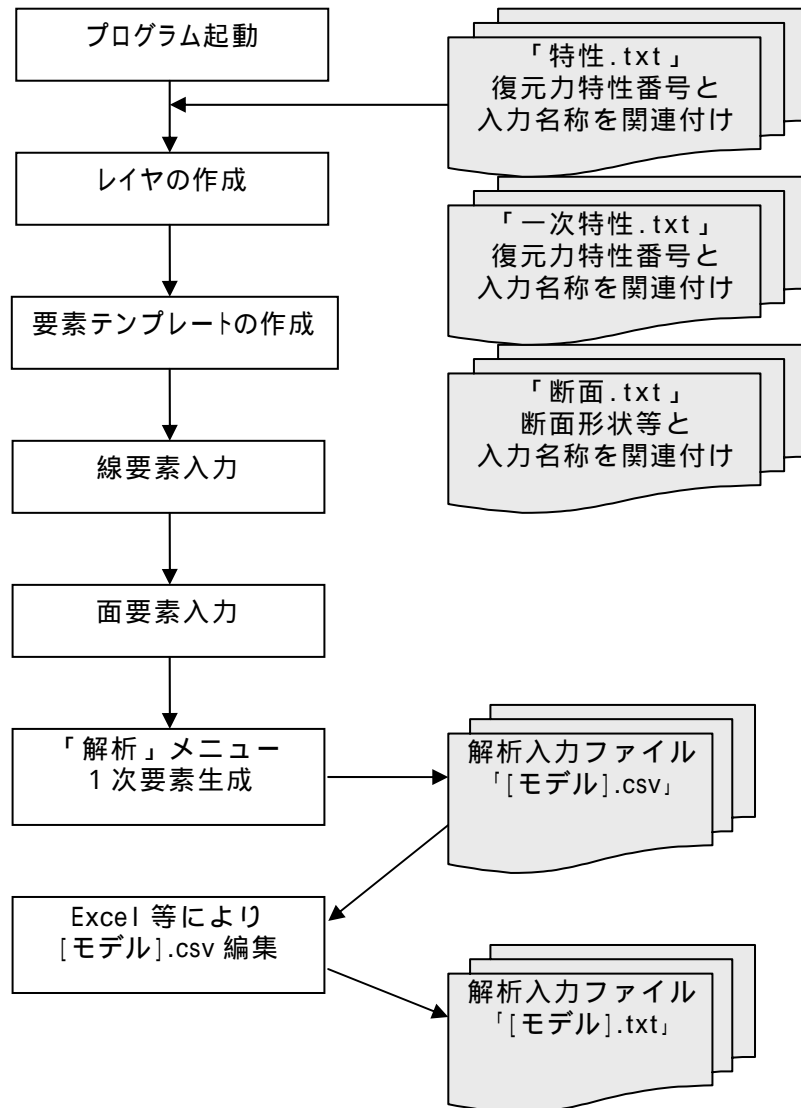 プログラム起動
「特性.txt」
復元力特性番号と
入力名称を関連付け
レイヤの作成
「一次特性.txt」
復元力特性番号と
入力名称を関連付け
要素テンプレートの作成
「断面.txt」
断面形状等と
入力名称を関連付け
線要素入力
面要素入力
「解析」メニュー
1次要素生成
解析入力ファイル
「[モデル].csv」
Excel 等により
[モデル].csv 編集
解析入力ファイル
「[モデル].txt」